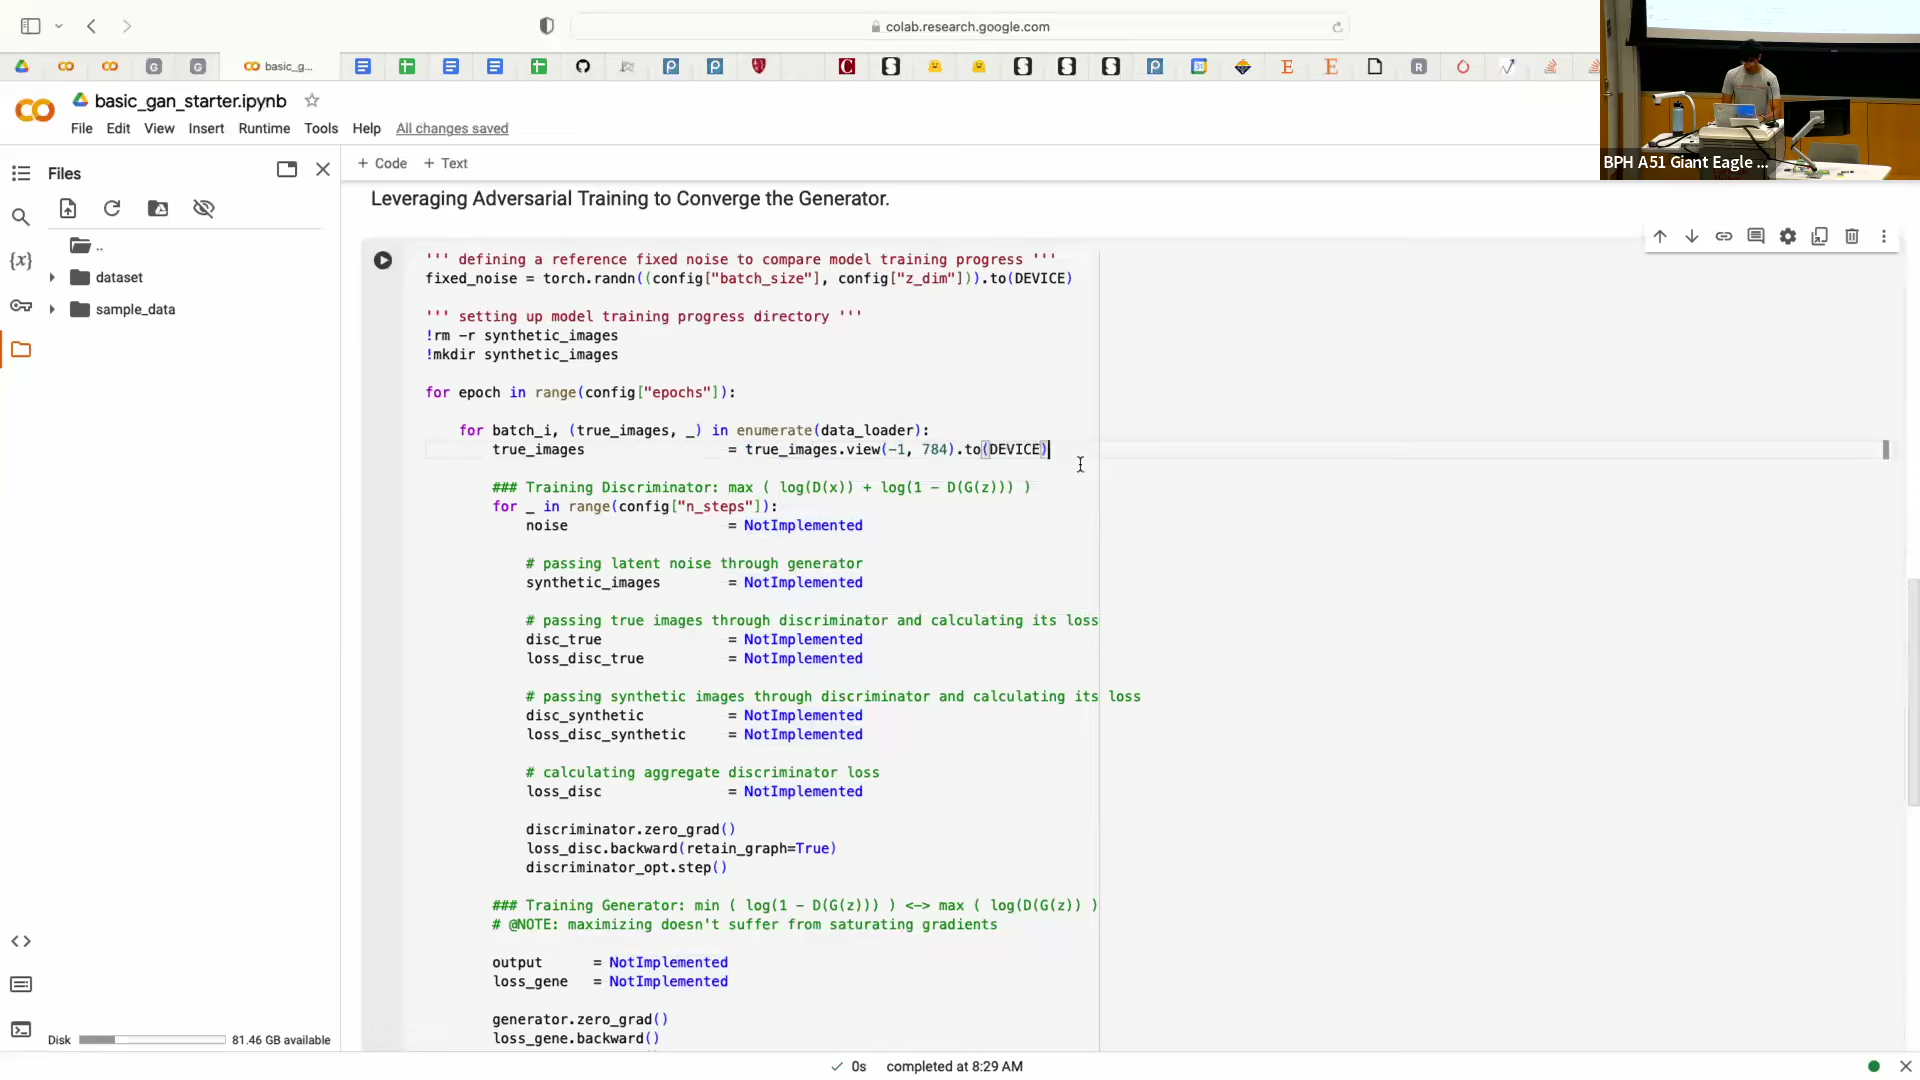 colab.research.google.com
basic_g...
basic_gan_starter.ipynb
File Edit View Insert Runtime Tools Help All changes saved
BPH A51 Giant Eagle ...
Files
+ Code + Text
..
dataset
sample_data
Leveraging Adversarial Training to Converge the Generator.
''' defining a reference fixed noise to compare model training progress '''
fixed_noise = torch.randn((config["batch_size"], config["z_dim"])).to(DEVICE)
''' setting up model training progress directory '''
!rm -r synthetic_images
!mkdir synthetic_images
for epoch in range(config["epochs"]):
for batch_i, (true_images, _) in enumerate(data_loader):
true_images = true_images.view(-1, 784).to(DEVICE)
### Training Discriminator: max ( log(D(x)) + log(1 - D(G(z))) )
for _ in range(config["n_steps"]):
noise = NotImplemented
# passing latent noise through generator
synthetic_images = NotImplemented
# passing true images through discriminator and calculating its loss
disc_true = NotImplemented
loss_disc_true = NotImplemented
# passing synthetic images through discriminator and calculating its loss
disc_synthetic = NotImplemented
loss_disc_synthetic = NotImplemented
# calculating aggregate discriminator loss
loss_disc = NotImplemented
discriminator.zero_grad()
loss_disc.backward(retain_graph=True)
discriminator_opt.step()
### Training Generator: min ( log(1 - D(G(z))) ) <-> max ( log(D(G(z)) )
# @NOTE: maximizing doesn't suffer from saturating gradients
output = NotImplemented
loss_gene = NotImplemented
generator.zero_grad()
loss_gene.backward()
Disk 81.46 GB available
0s completed at 8:29 AM